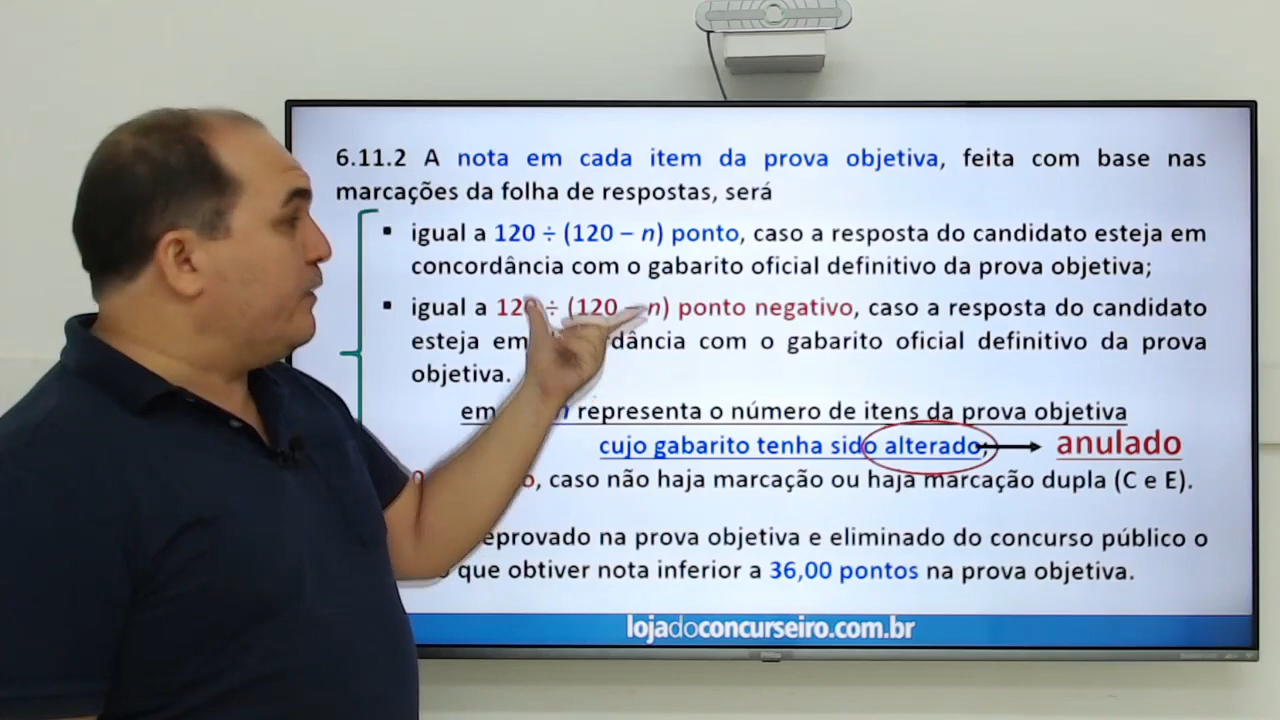 6.11.2 A nota em cada item da prova objetiva, feita com base nas
marcações da folha de respostas, será
▪ igual a 120 ÷ (120 – n) ponto, caso a resposta do candidato esteja em
concordância com o gabarito oficial definitivo da prova objetiva;
▪ igual a 120 ÷ (120 – n) ponto negativo, caso a resposta do candidato
esteja em dância com o gabarito oficial definitivo da prova
objetiva.
em n representa o número de itens da prova objetiva
cujo gabarito tenha sido alterado; anulado
o, caso não haja marcação ou haja marcação dupla (C e E).
eprovado na prova objetiva e eliminado do concurso público o
o que obtiver nota inferior a 36,00 pontos na prova objetiva.
lojadoconcurseiro.com.br